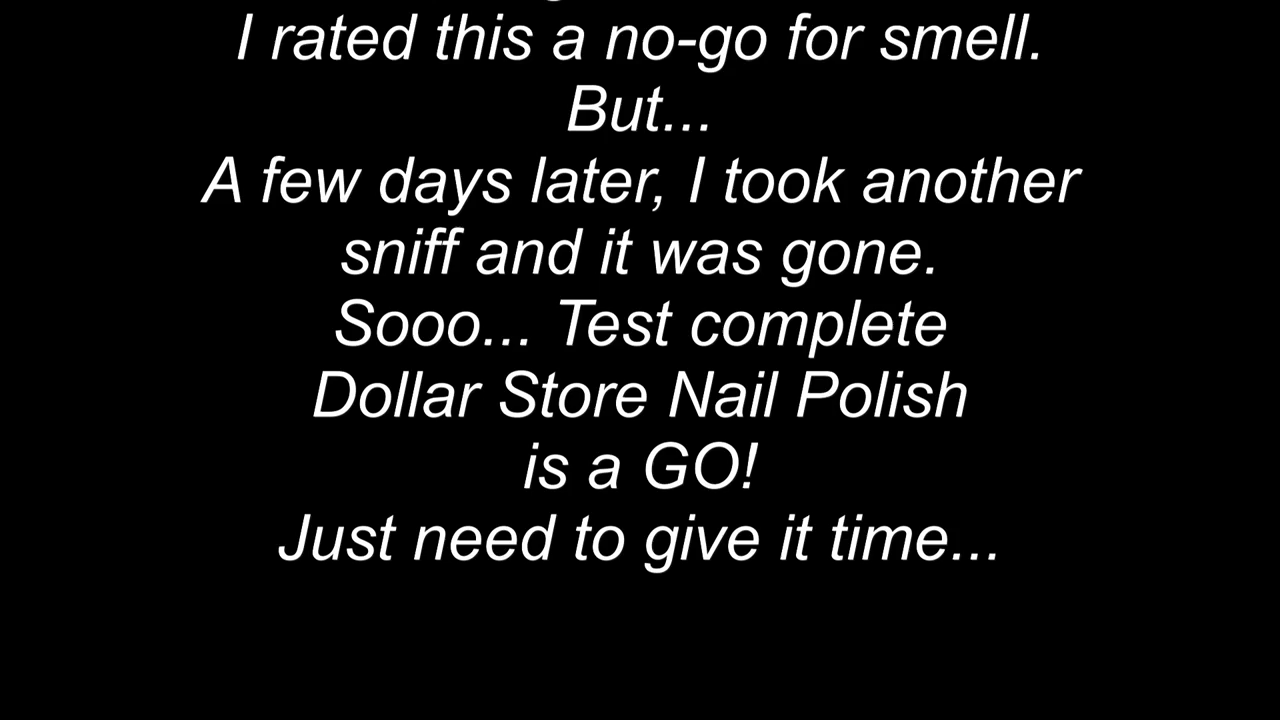 I rated this a no-go for smell.
But...
A few days later, I took another
sniff and it was gone.
Sooo... Test complete
Dollar Store Nail Polish
is a GO!
Just need to give it time...